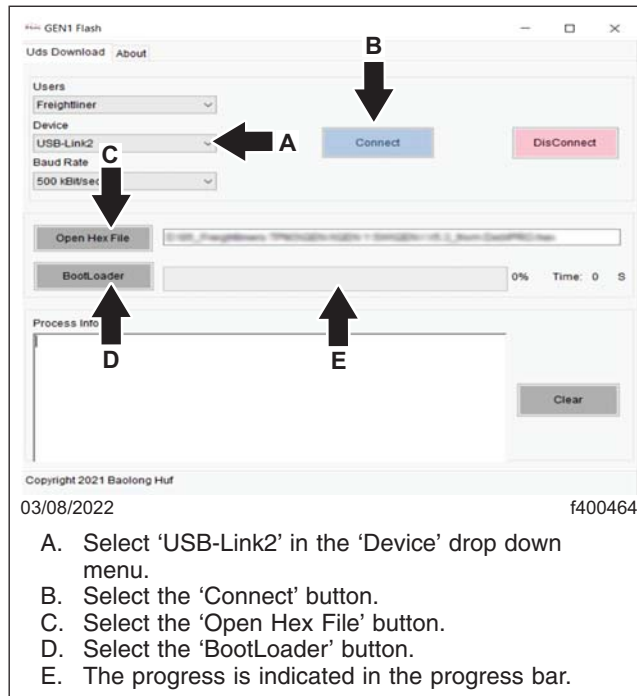 GEN1 Flash
Uds Download About
Users
Freightliner
Device
USB-Link2
Baud Rate
500 kBit/sec
A
B
Connect
DisConnect
C
Open Hex File
BootLoader
0% Time: 0 S
D
E
Process Info
Clear
Copyright 2021 Baolong Huf
03/08/2022 f400464
A. Select ‘USB-Link2’ in the ‘Device’ drop down
menu.
B. Select the ‘Connect’ button.
C. Select the ‘Open Hex File’ button.
D. Select the ‘BootLoader’ button.
E. The progress is indicated in the progress bar.